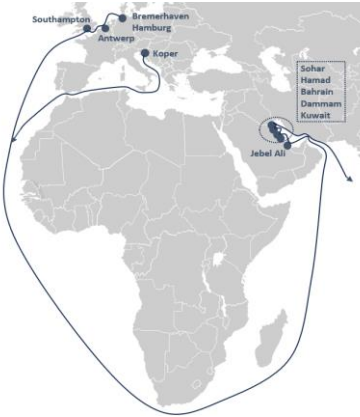 Southampton
Bremerhaven
Hamburg
Antwerp
Koper
Sohar
Hamad
Bahrain
Dammam
Kuwait
Jebel Ali